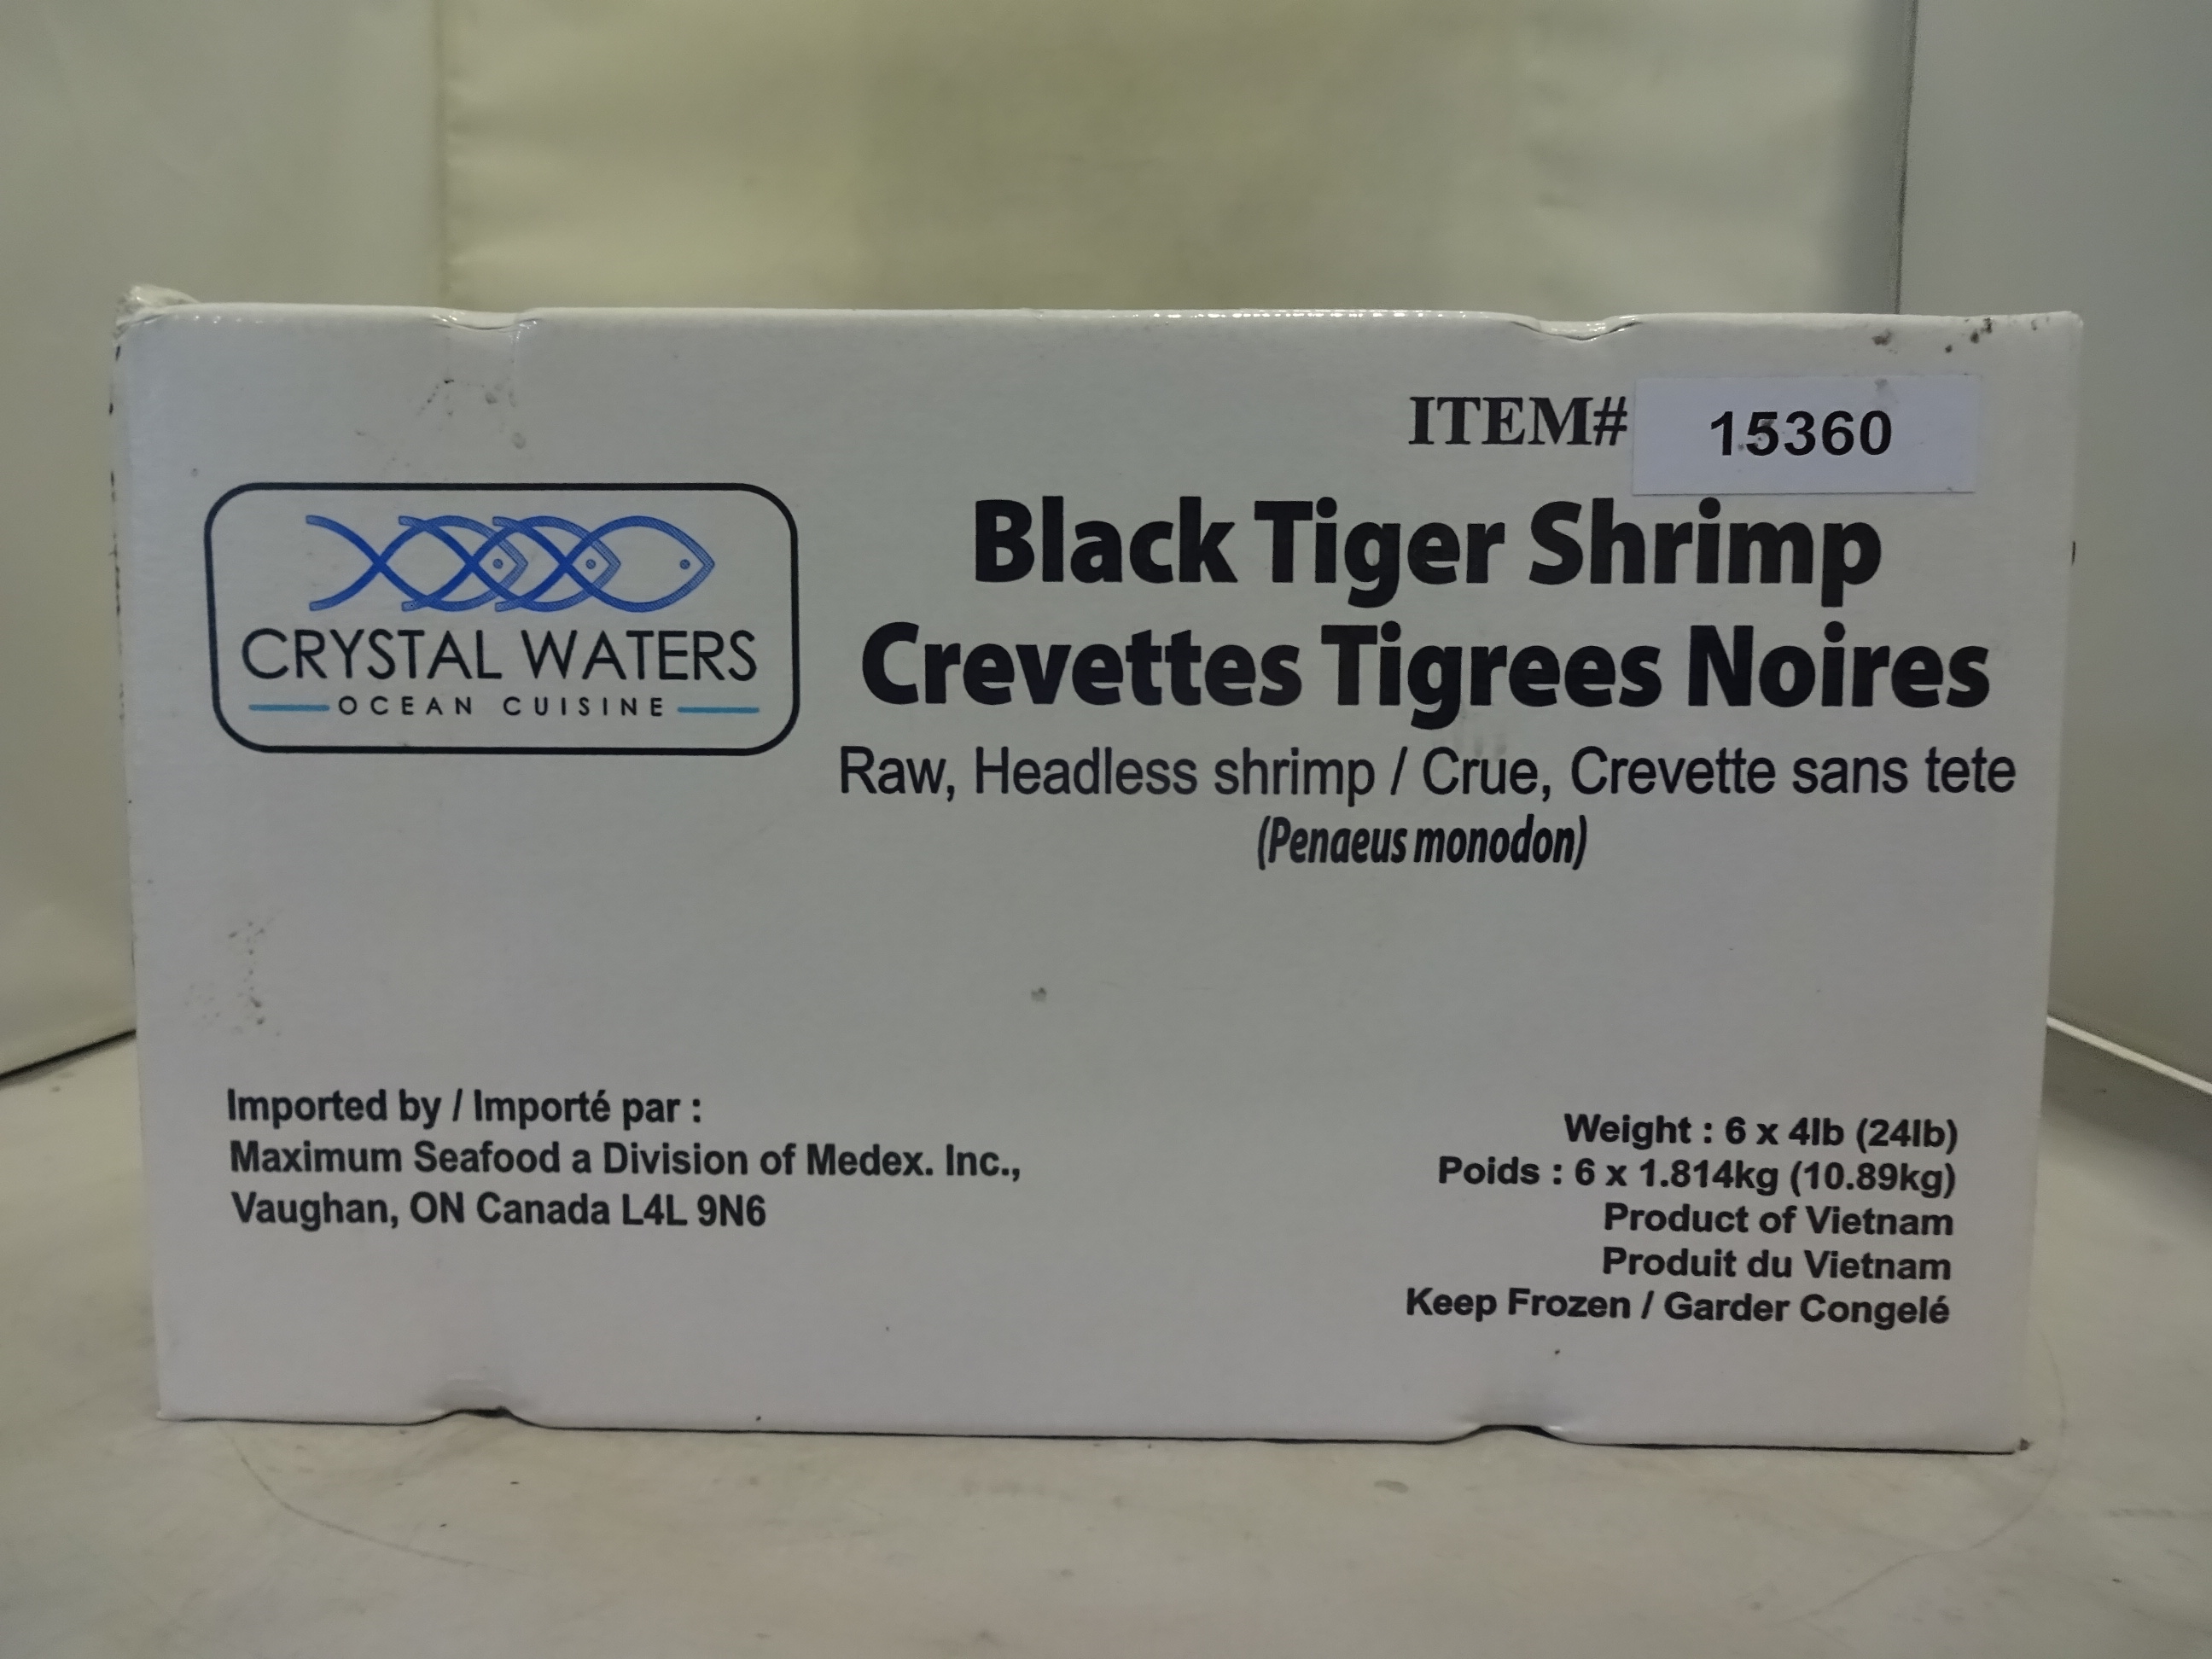 ITEM# 15360
CRYSTAL WATERS
OCEAN CUISINE
Black Tiger Shrimp
Crevettes Tigrees Noires
Raw, Headless shrimp / Crue, Crevette sans tete
(Penaeus monodon)
Imported by / Importé par :
Maximum Seafood a Division of Medex. Inc.,
Vaughan, ON Canada L4L 9N6
Weight : 6 x 4lb (24lb)
Poids : 6 x 1.814kg (10.89kg)
Product of Vietnam
Produit du Vietnam
Keep Frozen / Garder Congelé